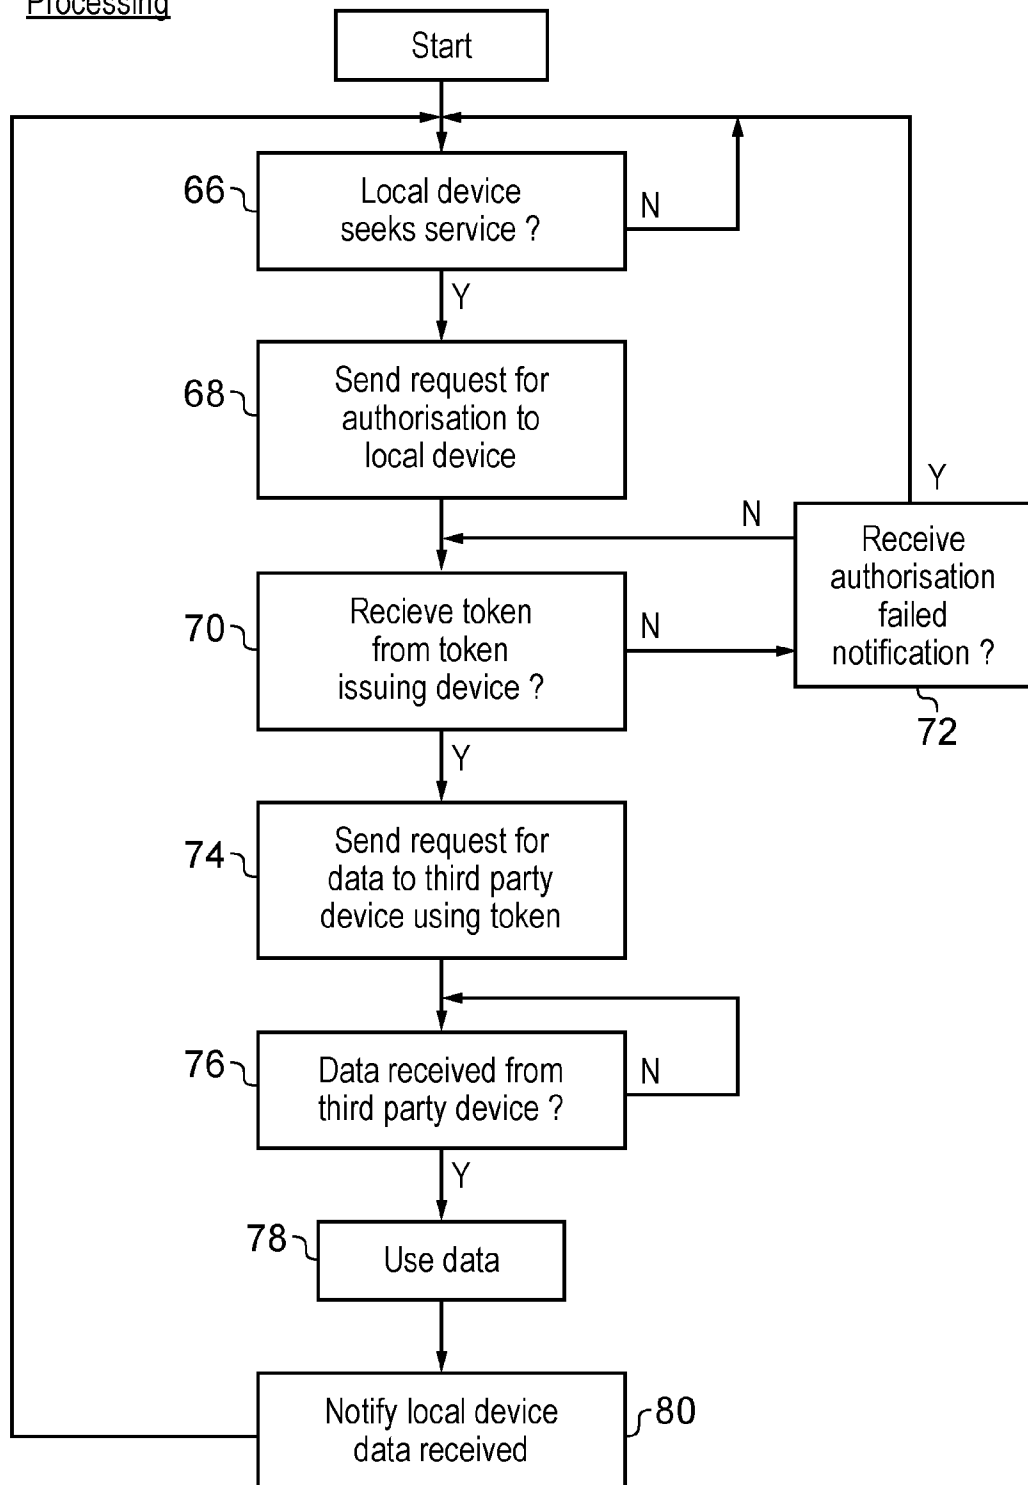 Processing
Start
66
Local device
seeks service ?
N
Y
68
Send request for
authorisation to
local device
Y
N
Receive
authorisation
failed
notification ?
72
70
Recieve token
from token
issuing device ?
N
Y
74
Send request for
data to third party
device using token
76
Data received from
third party device ?
N
Y
78
Use data
Notify local device
data received
80